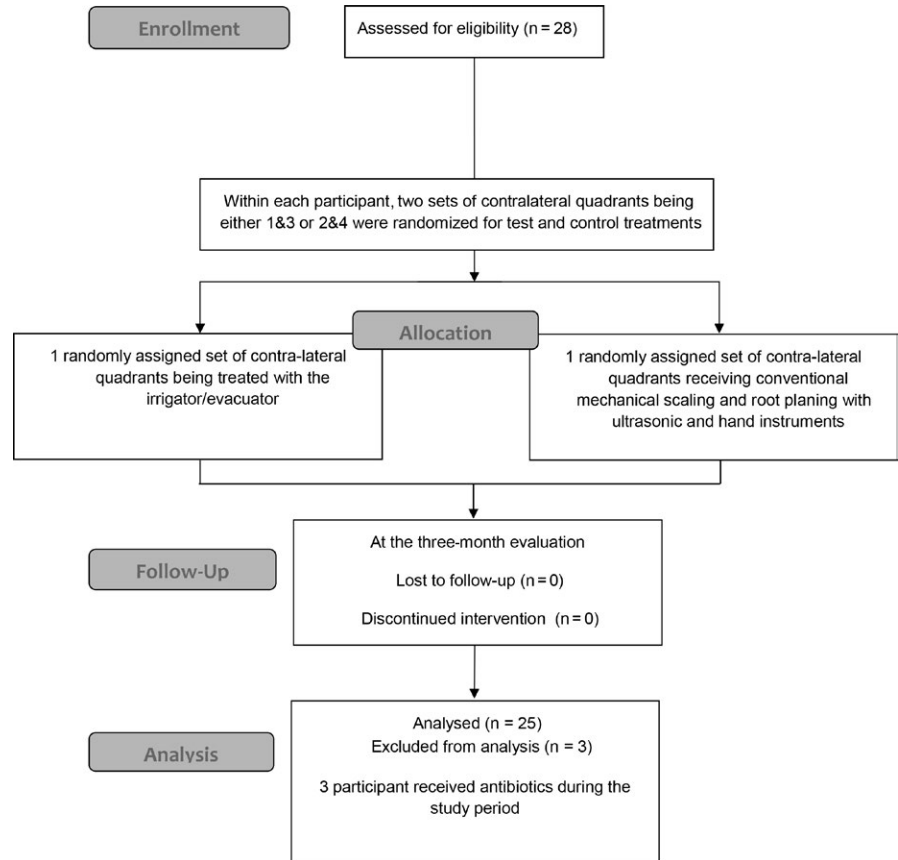 Enrollment
Assessed for eligibility (n = 28)
Within each participant, two sets of contralateral quadrants being
either 1&3 or 2&4 were randomized for test and control treatments
Allocation
1 randomly assigned set of contra-lateral
quadrants being treated with the
irrigator/evacuator
1 randomly assigned set of contra-lateral
quadrants receiving conventional
mechanical scaling and root planing with
ultrasonic and hand instruments
Follow-Up
At the three-month evaluation
Lost to follow-up (n = 0)
Discontinued intervention (n = 0)
Analysis
Analysed (n = 25)
Excluded from analysis (n = 3)
3 participant received antibiotics during the
study period